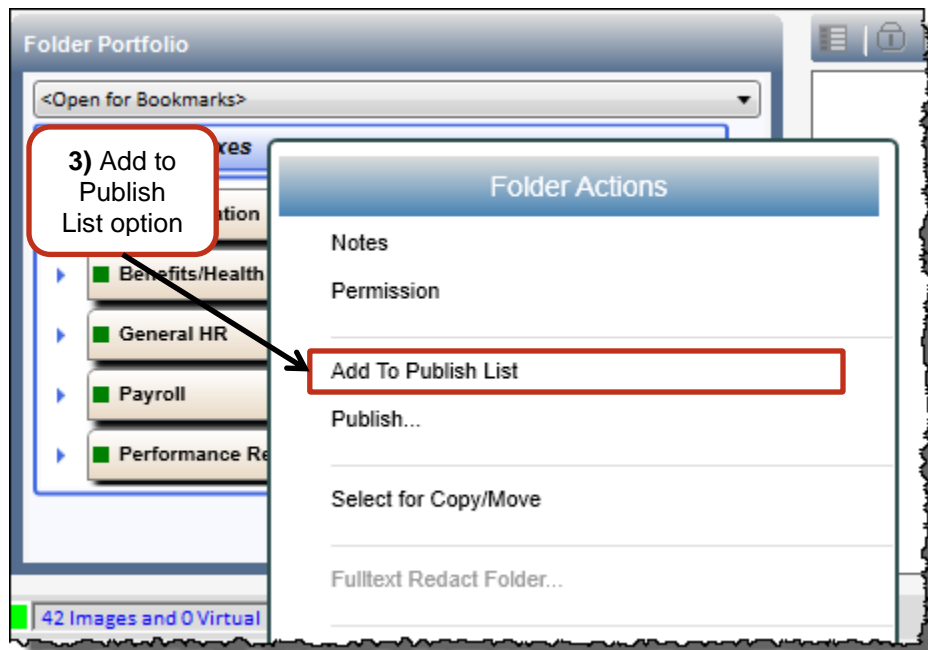 Folder Portfolio
<Open for Bookmarks>
3) Add to
Publish
List option
Folder Actions
Notes
Permission
Add To Publish List
Publish...
Select for Copy/Move
Fulltext Redact Folder...
Benefits/Health
General HR
Payroll
42 Images and 0 Virtual